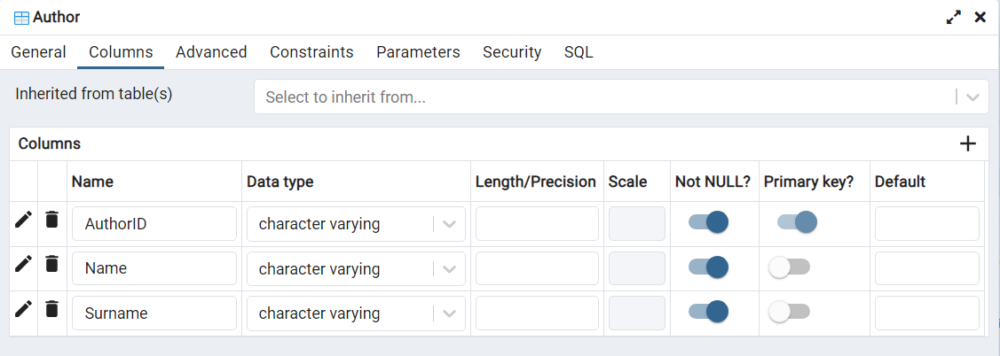 Author
General Columns Advanced Constraints Parameters Security SQL
Inherited from table(s) Select to inherit from...
Columns
Name Data type Length/Precision Scale Not NULL? Primary key? Default
AuthorID character varying
Name character varying
Surname character varying